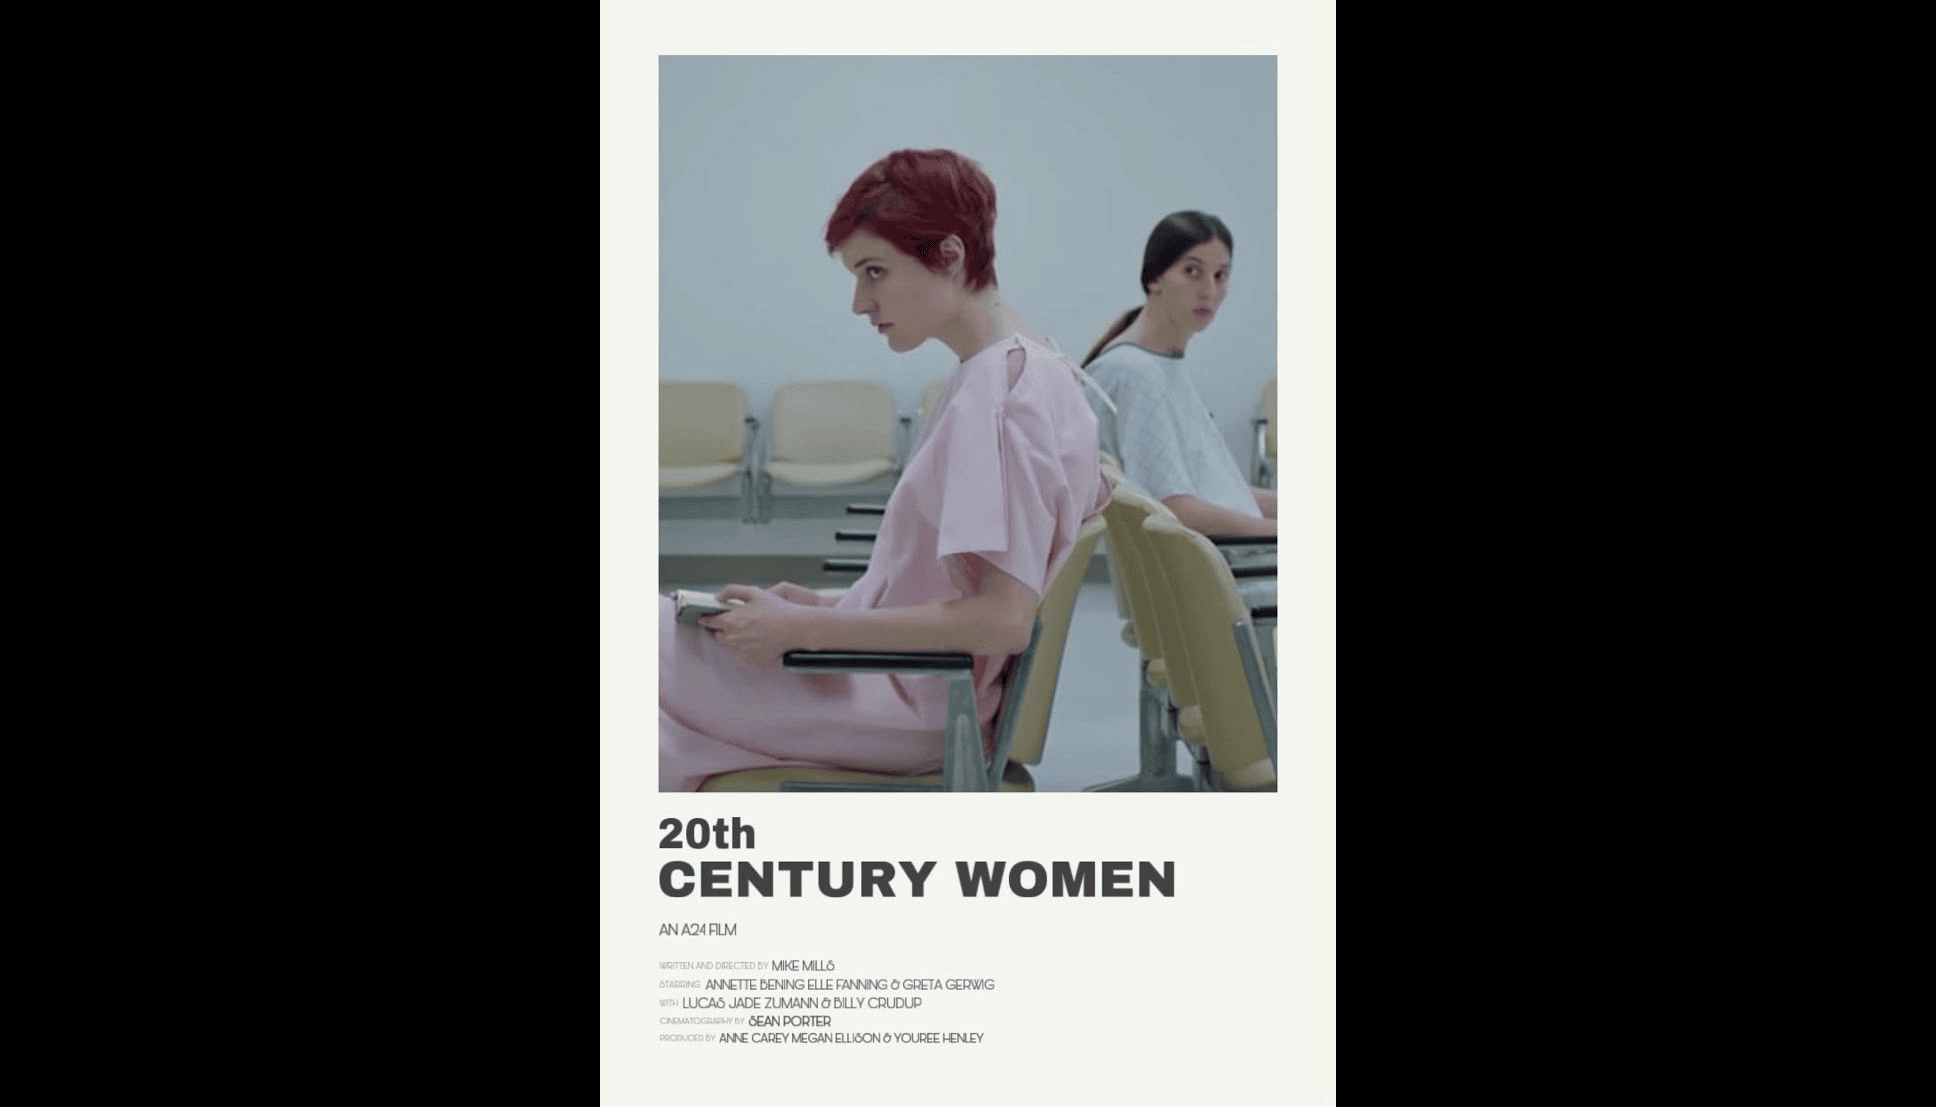 20th
CENTURY WOMEN
AN A24 FILM
WRITTEN AND DIRECTED BY MIKE MILLS
STARRING ANNETTE BENING ELLE FANNING & GRETA GERWIG
WITH LUCAS JADE ZUMANN & BILLY CRUDUP
CINEMATOGRAPHY BY SEAN PORTER
PRODUCED BY ANNE CAREY MEGAN ELLISON & YOUREE HENLEY